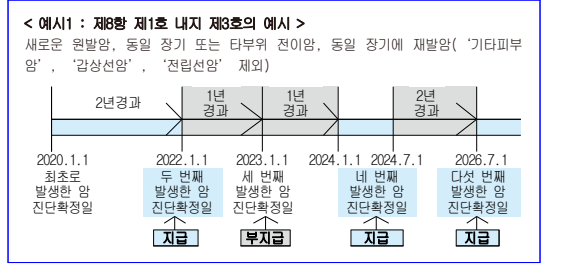 < 예시1 : 제8항 제1호 내지 제3호의 예시 >
새로운 원발암, 동일 장기 또는 타부위 전이암, 동일 장기에 재발암( ‘기타피부
암’, ‘갑상선암’, ‘전립선암’ 제외)
2년경과 1년 경과 1년 경과 2년 경과
2020.1.1 2022.1.1 2023.1.1 2024.1.1 2024.7.1 2026.7.1
최초로 두 번째 세 번째 네 번째 다섯 번째
발생한 암 발생한 암 발생한 암 발생한 암 발생한 암
진단확정일 진단확정일 진단확정일 진단확정일 진단확정일
지급 부지급 지급 지급